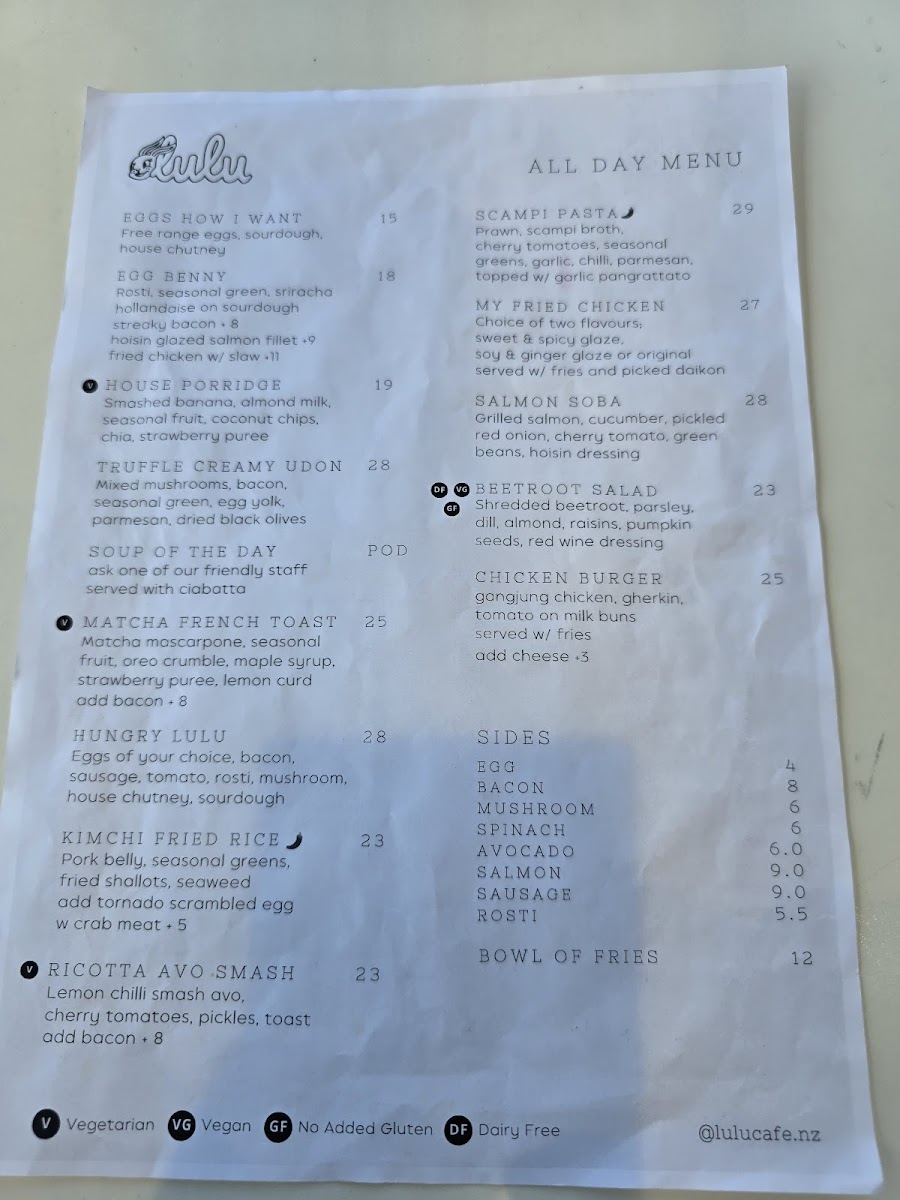 lulu
ALL DAY MENU
EGGS HOW I WANT 15
Free range eggs, sourdough,
house chutney
EGG BENNY 18
Rosti, seasonal green, sriracha
hollandaise on sourdough
streaky bacon + 8
hoisin glazed salmon fillet +9
fried chicken w/ slaw +11
V HOUSE PORRIDGE 19
Smashed banana, almond milk,
seasonal fruit, coconut chips,
chia, strawberry puree
TRUFFLE CREAMY UDON 28
Mixed mushrooms, bacon,
seasonal green, egg yolk,
parmesan, dried black olives
SOUP OF THE DAY POD
ask one of our friendly staff
served with ciabatta
V MATCHA FRENCH TOAST 25
Matcha mascarpone, seasonal
fruit, oreo crumble, maple syrup,
strawberry puree, lemon curd
add bacon + 8
HUNGRY LULU 28
Eggs of your choice, bacon,
sausage, tomato, rosti, mushroom,
house chutney, sourdough
KIMCHI FRIED RICE 23
Pork belly, seasonal greens,
fried shallots, seaweed
add tornado scrambled egg
w crab meat + 5
V RICOTTA AVO SMASH 23
Lemon chilli smash avo,
cherry tomatoes, pickles, toast
add bacon + 8
SCAMPI PASTA 29
Prawn, scampi broth,
cherry tomatoes, seasonal
greens, garlic, chilli, parmesan,
topped w/ garlic pangrattato
MY FRIED CHICKEN 27
Choice of two flavours;
sweet & spicy glaze,
soy & ginger glaze or original
served w/ fries and picked daikon
SALMON SOBA 28
Grilled salmon, cucumber, pickled
red onion, cherry tomato, green
beans, hoisin dressing
DF VG BEETROOT SALAD 23
GF Shredded beetroot, parsley,
dill, almond, raisins, pumpkin
seeds, red wine dressing
CHICKEN BURGER 25
gangjung chicken, gherkin,
tomato on milk buns
served w/ fries
add cheese +3
SIDES
EGG 4
BACON 8
MUSHROOM 6
SPINACH 6
AVOCADO 6.0
SALMON 9.0
SAUSAGE 9.0
ROSTI 5.5
BOWL OF FRIES 12
V Vegetarian VG Vegan GF No Added Gluten DF Dairy Free
@lulucafe.nz